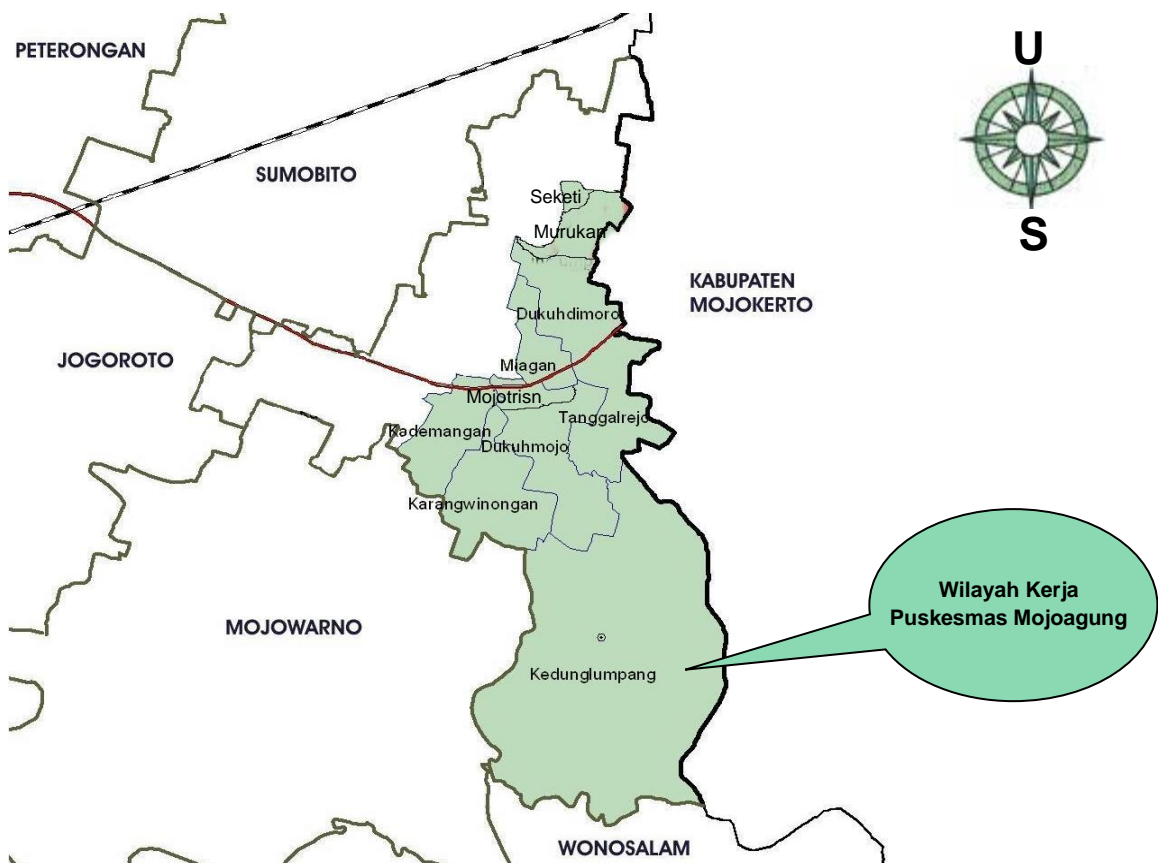 U
PETERONGAN
SUMOBITO
Seketi
Murukan
S
KABUPATEN
MOJOKERTO
Dukuhdimoro
JOGOROTO
Miagan
Mojotrisn
Tanggalrejo
Kademangan
Dukuhmojo
Karangwinongan
Wilayah Kerja
Puskesmas Mojoagung
MOJOWARNO
Kedunglumpang
WONOSALAM